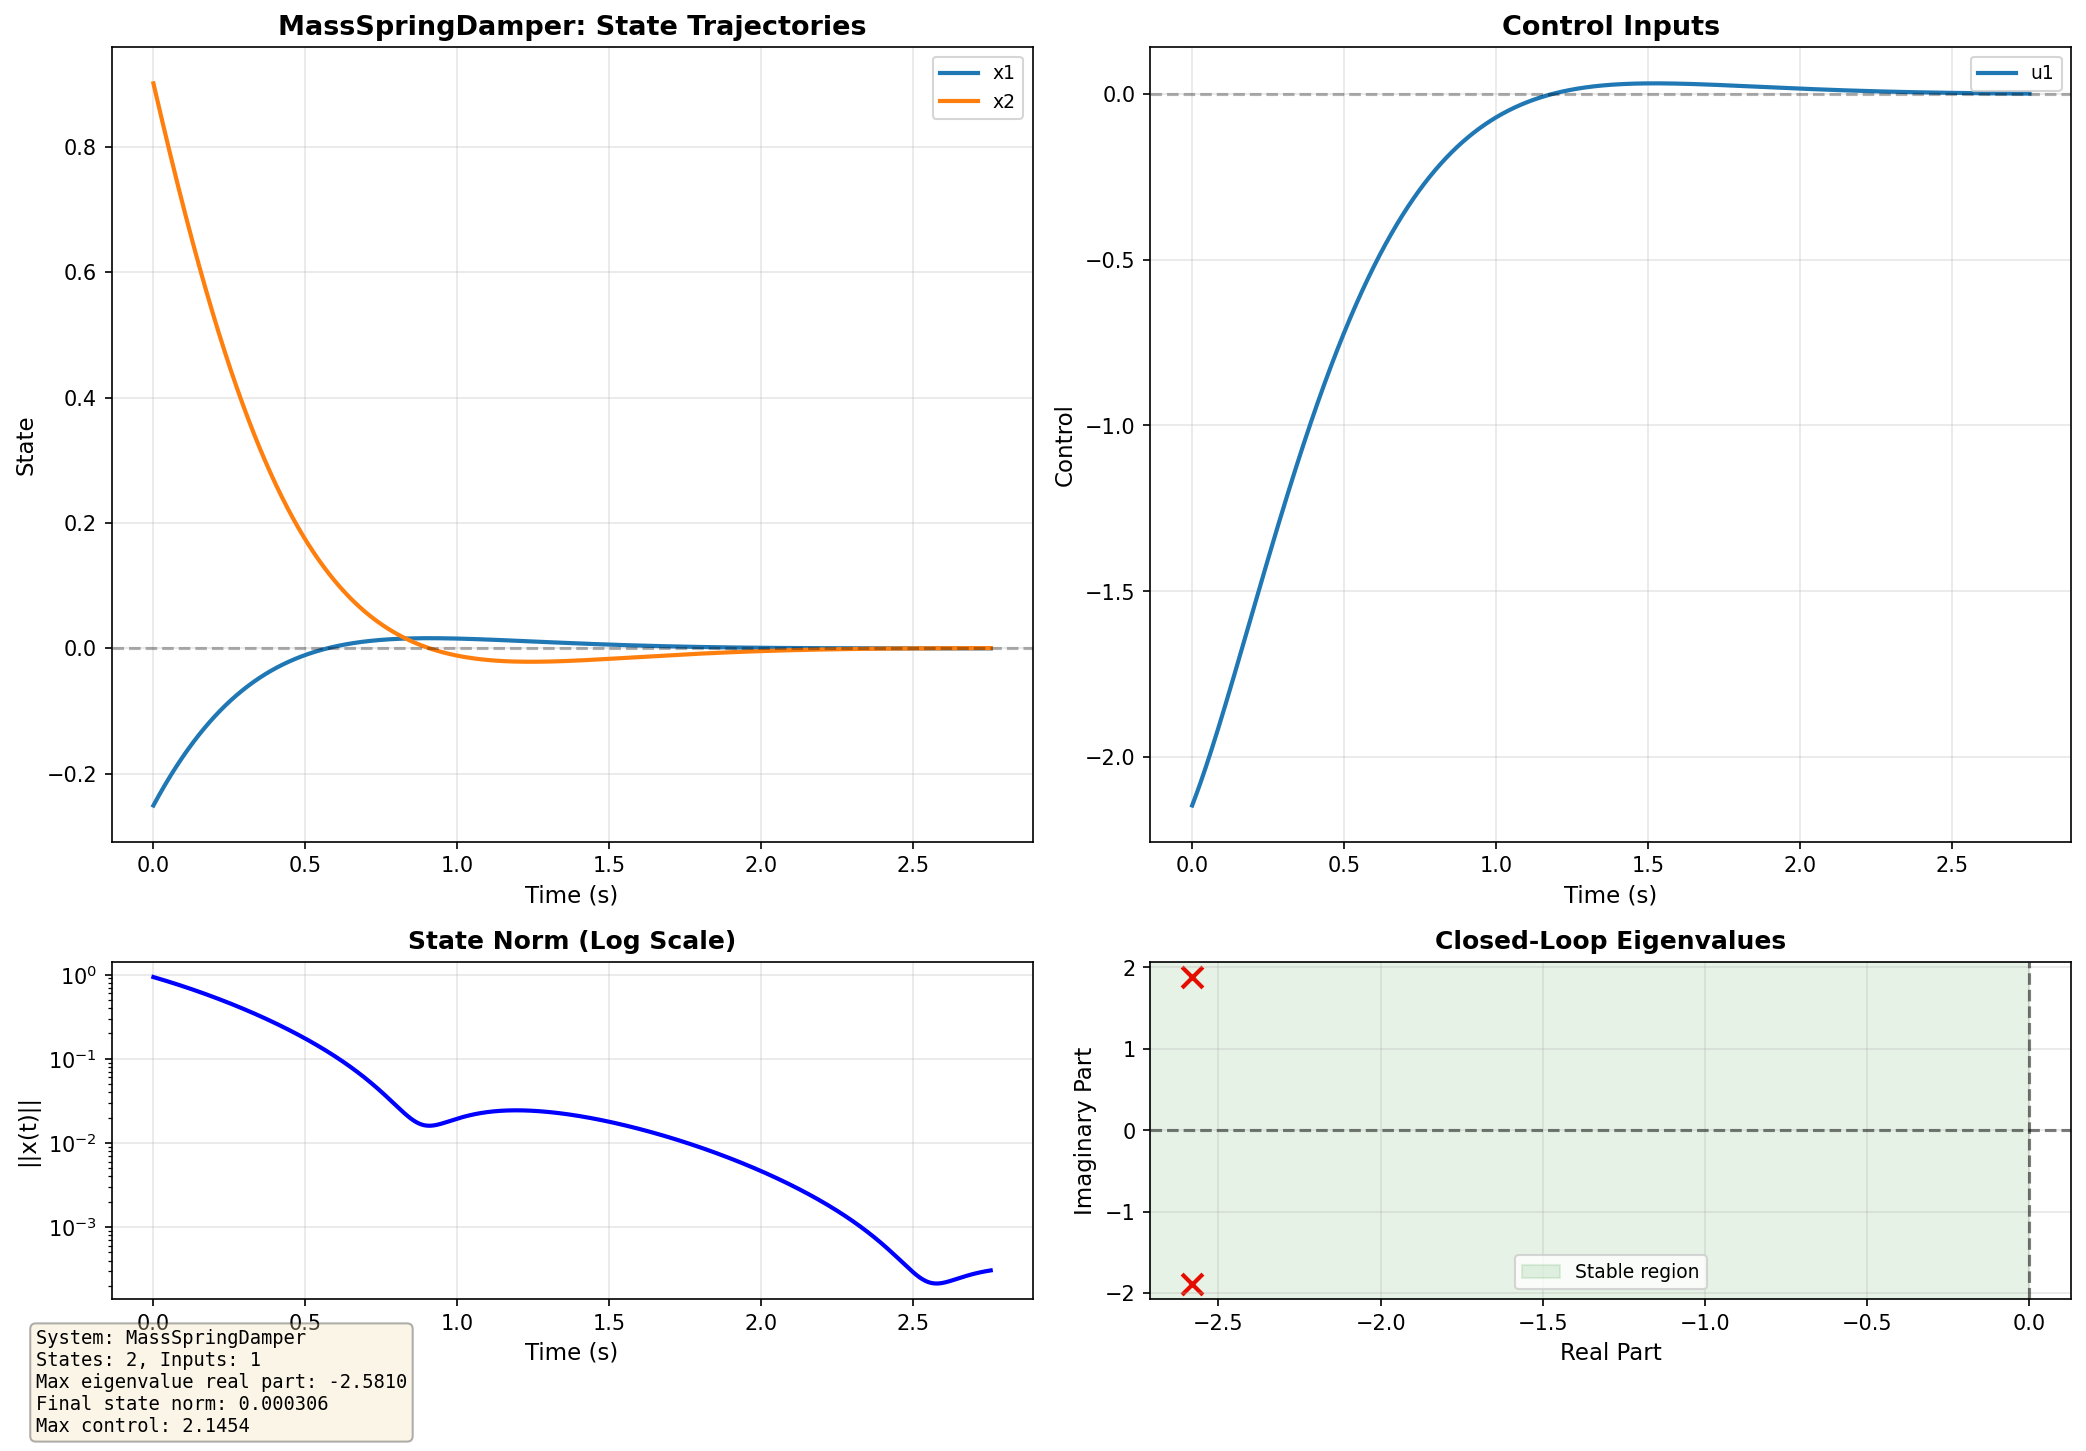 MassSpringDamper: State Trajectories
x1
x2
0.8
0.6
0.4
0.2
0.0
−0.2
State
0.0 0.5 1.0 1.5 2.0 2.5
Time (s)
Control Inputs
u1
0.0
−0.5
−1.0
−1.5
−2.0
Control
0.0 0.5 1.0 1.5 2.0 2.5
Time (s)
State Norm (Log Scale)
10⁰
10⁻¹
10⁻²
10⁻³
||x(t)||
0.0 0.5 1.0 1.5 2.0 2.5
Time (s)
Closed-Loop Eigenvalues
2
1
0
−1
−2
Imaginary Part
Stable region
−2.5 −2.0 −1.5 −1.0 −0.5 0.0
Real Part
System: MassSpringDamper
States: 2, Inputs: 1
Max eigenvalue real part: -2.5810
Final state norm: 0.000306
Max control: 2.1454